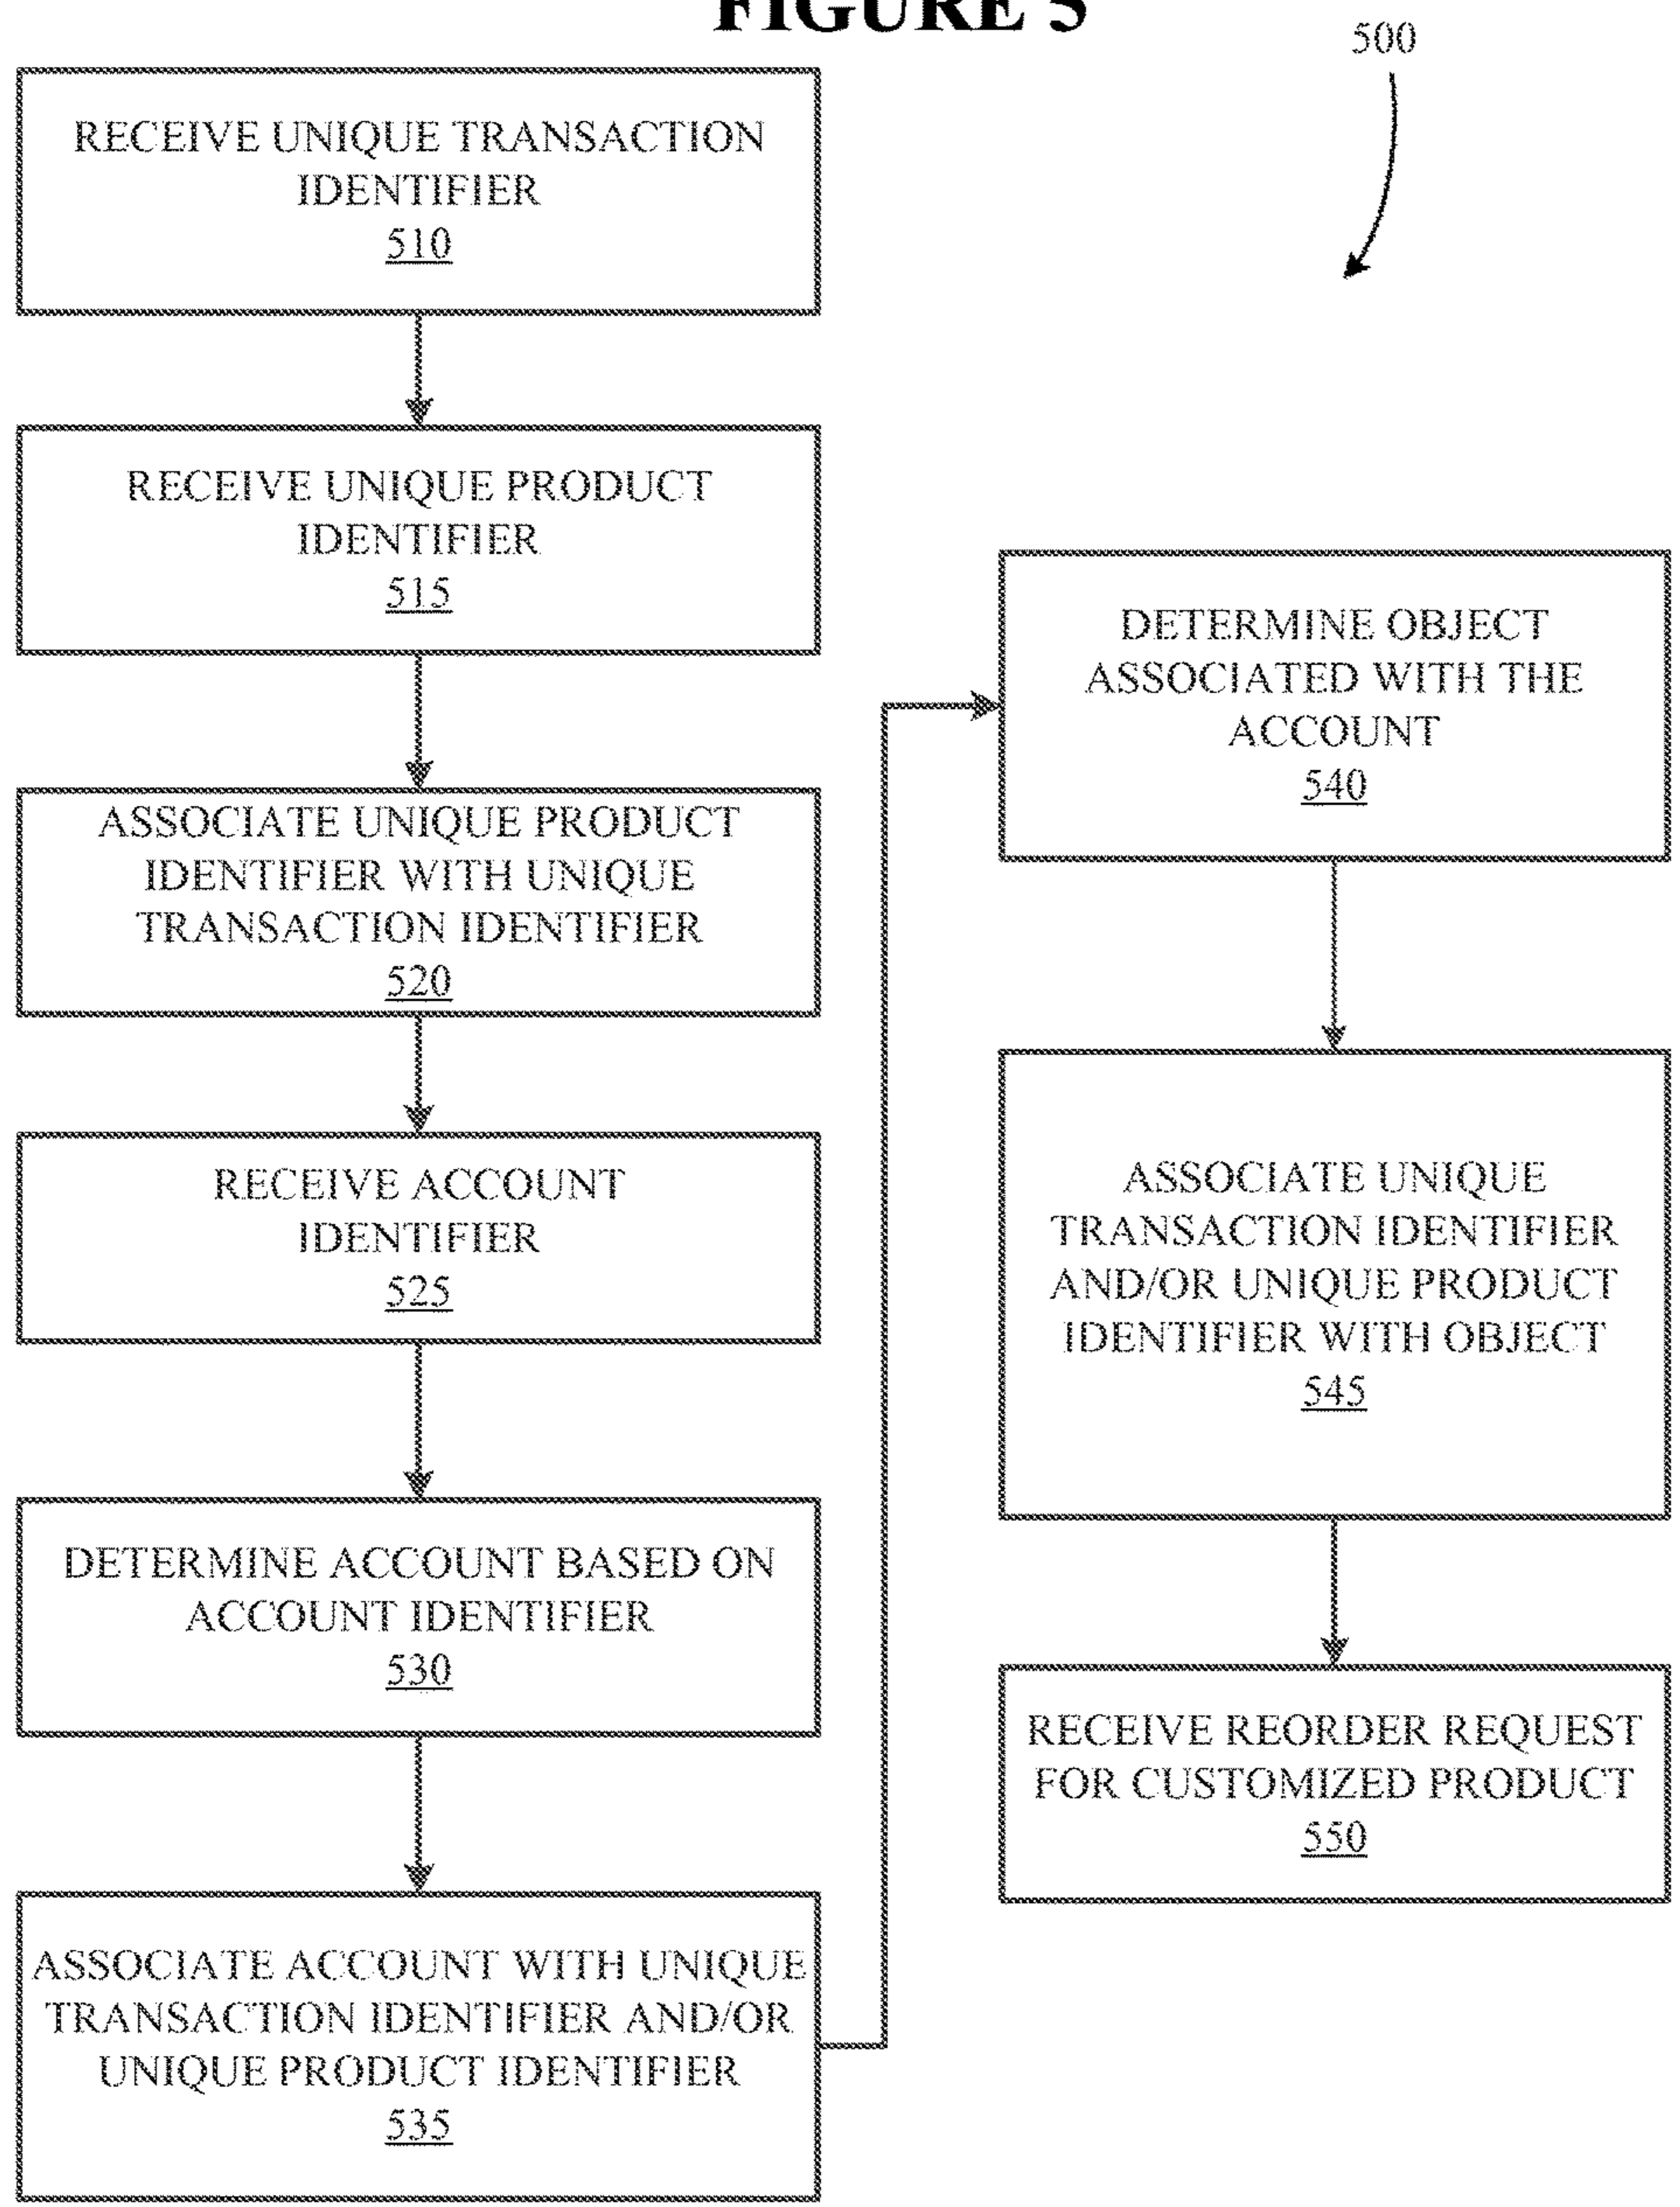 FIGURE 5
500
RECEIVE UNIQUE TRANSACTION
IDENTIFIER
510
RECEIVE UNIQUE PRODUCT
IDENTIFIER
515
ASSOCIATE UNIQUE PRODUCT
IDENTIFIER WITH UNIQUE
TRANSACTION IDENTIFIER
520
RECEIVE ACCOUNT
IDENTIFIER
525
DETERMINE ACCOUNT BASED ON
ACCOUNT IDENTIFIER
530
ASSOCIATE ACCOUNT WITH UNIQUE
TRANSACTION IDENTIFIER AND/OR
UNIQUE PRODUCT IDENTIFIER
535
DETERMINE OBJECT
ASSOCIATED WITH THE
ACCOUNT
540
ASSOCIATE UNIQUE
TRANSACTION IDENTIFIER
AND/OR UNIQUE PRODUCT
IDENTIFIER WITH OBJECT
545
RECEIVE REORDER REQUEST
FOR CUSTOMIZED PRODUCT
550